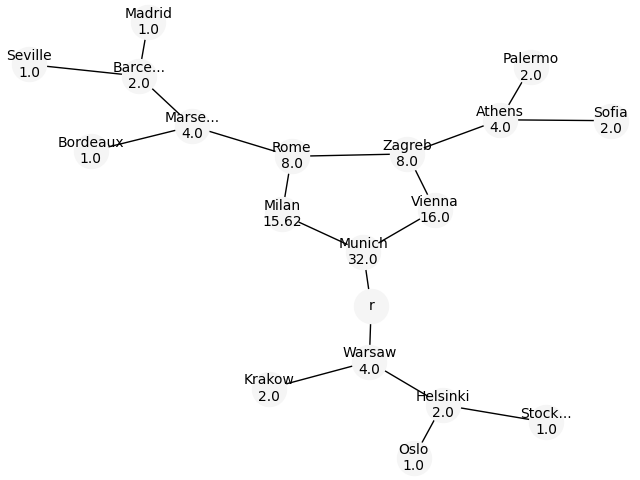 Madrid
1.0
Seville
1.0
Barce...
2.0
Palermo
2.0
Marse...
4.0
Athens
4.0
Sofia
2.0
Bordeaux
1.0
Rome
8.0
Zagreb
8.0
Milan
15.62
Vienna
16.0
Munich
32.0
r
Warsaw
4.0
Krakow
2.0
Helsinki
2.0
Stock...
1.0
Oslo
1.0